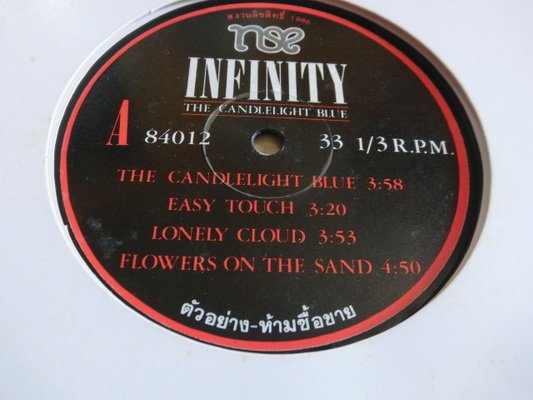 สงวนลิขสิทธิ์ 1986
nse
INFINITY
THE CANDLELIGHT BLUE
A 84012 33 1/3 R.P.M.
THE CANDLELIGHT BLUE 3:58
EASY TOUCH 3:20
LONELY CLOUD 3:53
FLOWERS ON THE SAND 4:50
ตัวอย่าง-ห้ามซื้อขาย